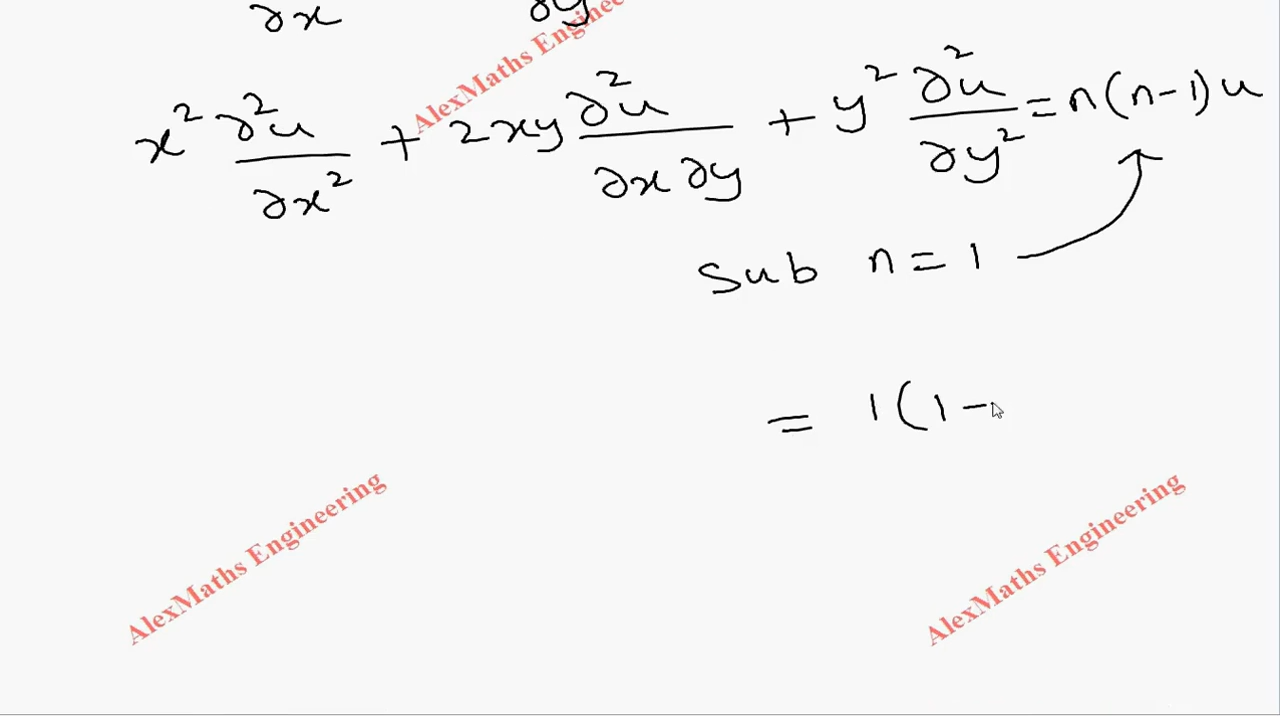 ∂x ∂y
AlexMaths Engineering
x² ∂²u/∂x² + 2xy ∂²u/∂x∂y + y² ∂²u/∂y² = n(n-1)u
Sub n = 1
= 1(1-
AlexMaths Engineering
AlexMaths Engineering